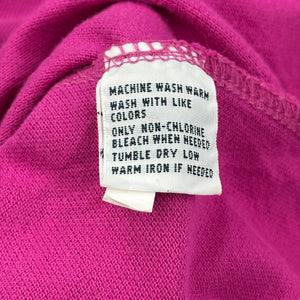 MACHINE WASH WARM
WASH WITH LIKE
COLORS
ONLY NON-CHLORINE
BLEACH WHEN NEEDED
TUMBLE DRY LOW
WARM IRON IF NEEDED